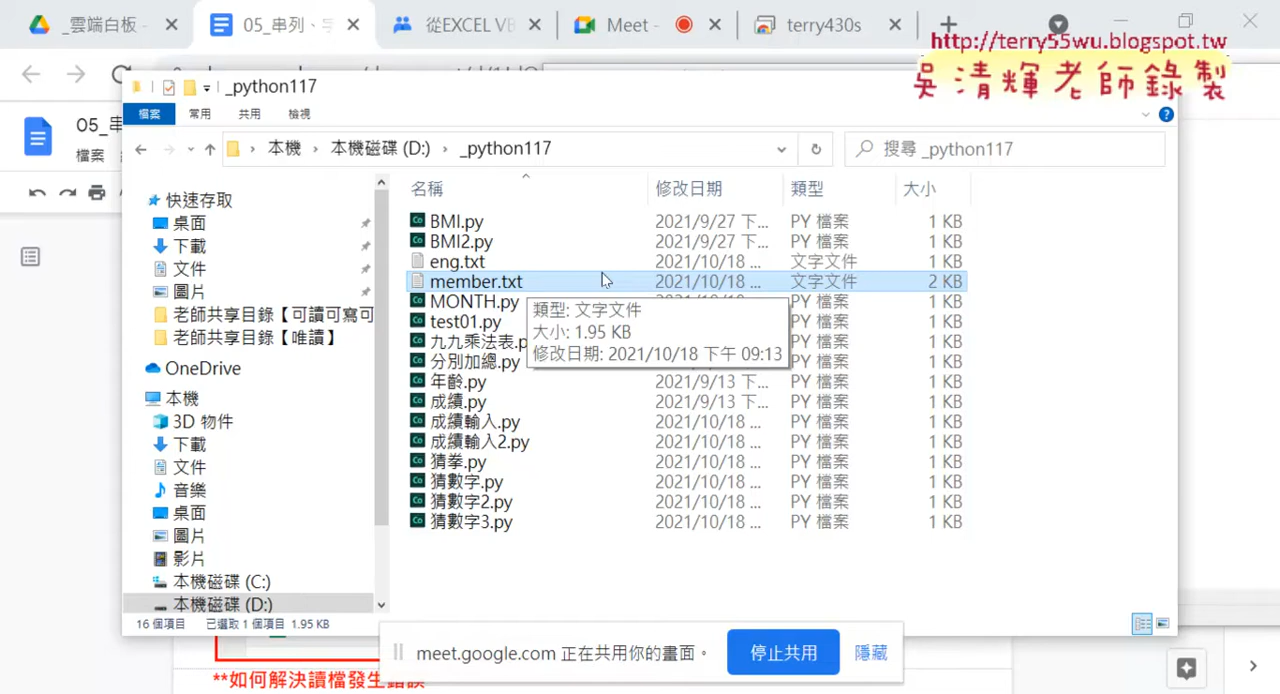 _雲端白板
05_串列、
從EXCEL VB
Meet -
terry430s
http://terry55wu.blogspot.tw
吳清輝老師錄製
05_串
檔案
_python117
檔案 常用 共用 檢視
本機 › 本機磁碟 (D:) › _python117
搜尋 _python117
名稱 修改日期 類型 大小
快速存取
桌面
下載
文件
圖片
老師共享目錄【可讀可寫可
老師共享目錄【唯讀】
OneDrive
本機
3D 物件
下載
文件
音樂
桌面
圖片
影片
本機磁碟 (C:)
本機磁碟 (D:)
BMI.py 2021/9/27 下... PY 檔案 1 KB
BMI2.py 2021/9/27 下... PY 檔案 1 KB
eng.txt 2021/10/18 ... 文字文件 1 KB
member.txt 2021/10/18 ... 文字文件 2 KB
MONTH.py PY 檔案 1 KB
test01.py PY 檔案 1 KB
九九乘法表.p PY 檔案 1 KB
分別加總.py PY 檔案 1 KB
年齡.py 2021/9/13 下... PY 檔案 1 KB
成績.py 2021/9/13 下... PY 檔案 1 KB
成績輸入.py 2021/10/18 ... PY 檔案 1 KB
成績輸入2.py 2021/10/18 ... PY 檔案 1 KB
猜拳.py 2021/10/18 ... PY 檔案 1 KB
猜數字.py 2021/10/18 ... PY 檔案 1 KB
猜數字2.py 2021/10/18 ... PY 檔案 1 KB
猜數字3.py 2021/10/18 ... PY 檔案 1 KB
類型: 文字文件
大小: 1.95 KB
修改日期: 2021/10/18 下午 09:13
16 個項目 已選取 1 個項目 1.95 KB
meet.google.com 正在共用你的畫面。 停止共用 隱藏
**如何解決讀檔發生錯誤